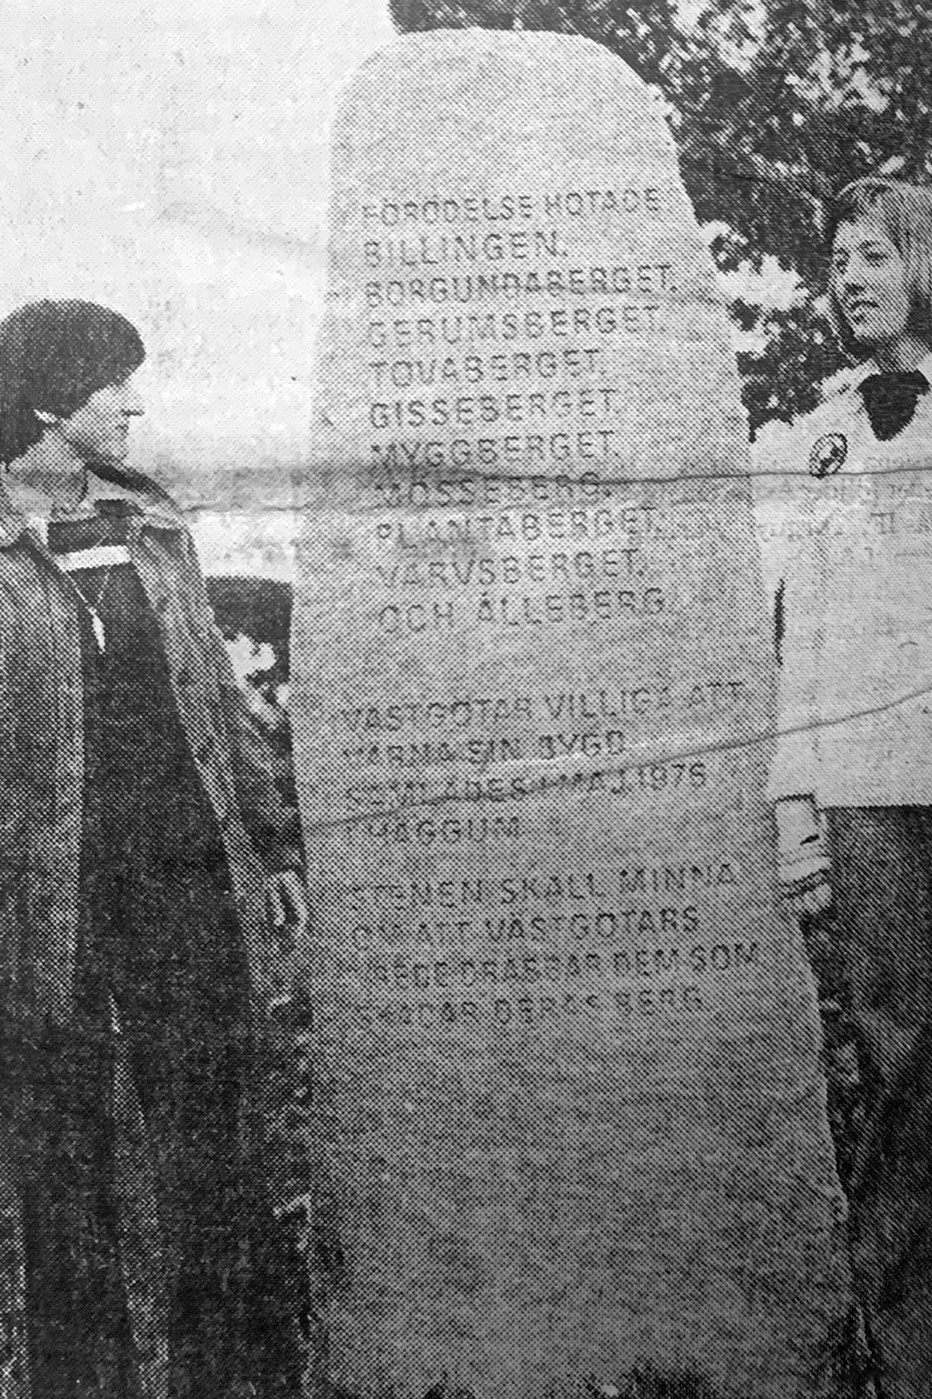 FÖRÖDELSE HOTADE
BILLINGEN.
BORGUNDABERGET.
GERUMSBERGET.
TOVABERGET.
GISSEBERGET.
MYGGBERGET.
MÖSSEBERG.
PLANTABERGET.
VARVSBERGET.
OCH ÅLLEBERG.
VÄSTGÖTAR VILLIGA ATT
VÄRNA SIN BYGD
SAMLADES I MAJ 1976
I HÄGGUM
STENEN SKALL MINNA
OM ATT VÄSTGÖTARS
VREDE DRABBAR DEM SOM
SKADAR DERAS BERG